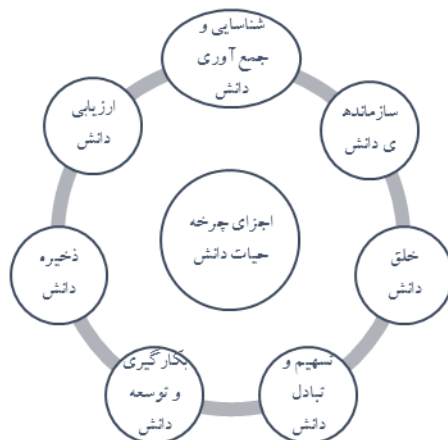 شناسایی و
جمع آوری
دانش
سازمانده
ی دانش
خلق
دانش
تسهیم و
تبادل
دانش
بکارگیری
و توسعه
دانش
ذخیره
دانش
ارزیابی
دانش
اجزای چرخه
حیات دانش